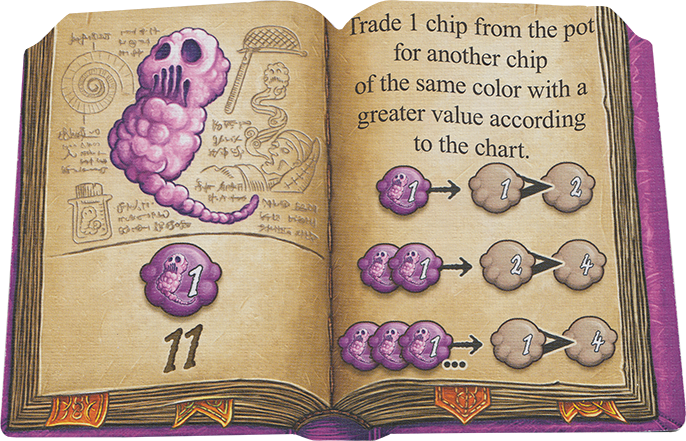 1
11
Trade 1 chip from the pot
for another chip
of the same color with a
greater value according
to the chart.
1 1 2
1 2 4
1 ... 1 4